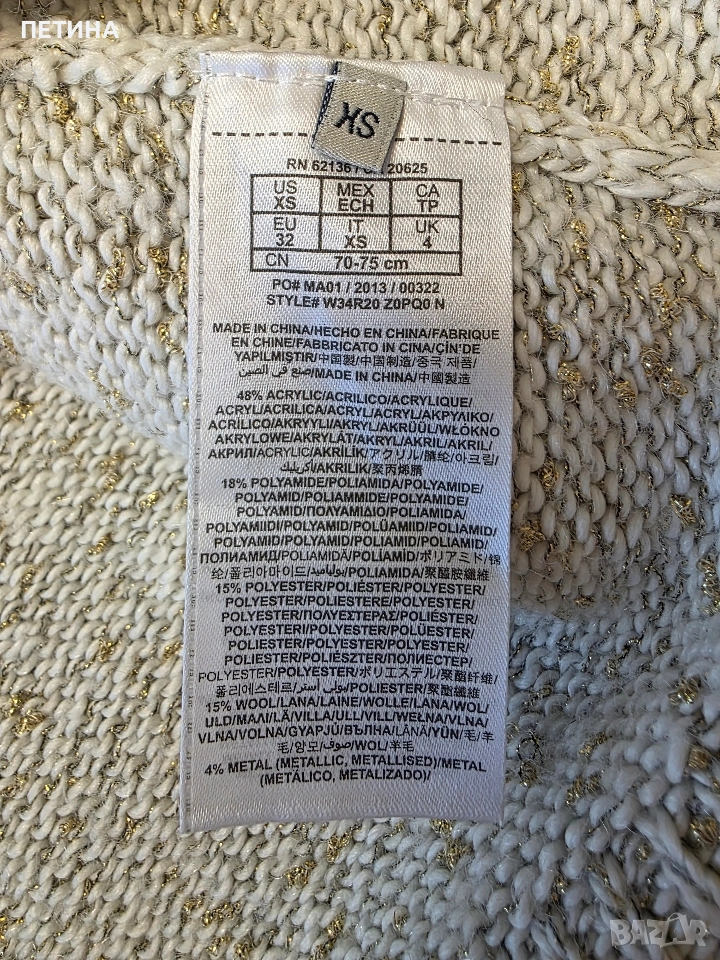 ПЕТИНА
XS
RN 62136 20625
US XS MEX ECH CA TP
EU 32 IT XS UK 4
CN 70-75 cm
PO# MA01 / 2013 / 00322
STYLE# W34R20 Z0PQ0 N
MADE IN CHINA/HECHO EN CHINA/FABRIQUE
EN CHINE/FABBRICATO IN CINA/ÇİN'DE
YAPILMIŞTIR/中国製/中国制造/중국 제품/
صنع في الصين/MADE IN CHINA/中國製造
48% ACRYLIC/ACRILICO/ACRYLIQUE/
ACRYL/ACRILICA/ACRYL/ACRYL/ΑΚΡΥΛΙΚΟ/
ACRÍLICO/AKRYYLI/AKRYL/AKRÜÜL/WŁÓKNO
AKRYLOWE/AKRYLÁT/AKRYL/AKRIL/AKRIL/
АКРИЛ/ACRYLIC/AKRİLİK/アクリル/腈纶/아크릴/
أكريليك/AKRILIK/聚丙烯腈
18% POLYAMIDE/POLIAMIDA/POLYAMIDE/
POLYAMID/POLIAMMIDE/POLYAMIDE/
POLYAMID/ΠΟΛΥΑΜΙΔΙΟ/POLIAMIDA/
POLYAMIIDI/POLYAMID/POLÜAMIID/POLIAMID/
POLYAMID/POLYAMID/POLIAMID/POLIAMID/
ПОЛИАМИД/POLIAMIDĂ/POLİAMİD/ポリアミド/锦
纶/폴리아마이드/بولياميد/POLIAMIDA/聚醯胺纖維
15% POLYESTER/POLIÉSTER/POLYESTER/
POLYESTER/POLIESTERE/POLYESTER/
POLYESTER/ΠΟΛΥΕΣΤΕΡΑΣ/POLIÉSTER/
POLYESTERI/POLYESTER/POLÜESTER/
POLIESTER/POLYESTER/POLYESTER/
POLIESTER/POLIÉSZTER/ПОЛИЕСТЕР/
POLYESTER/POLYESTER/ポリエステル/聚酯纤维/
폴리에스테르/بولي أستر/POLIESTER/聚酯纖維
15% WOOL/LANA/LAINE/WOLLE/LANA/WOL/
ULD/ΜΑΛΛΙ/LÃ/VILLA/ULL/VILL/WEŁNA/VLNA/
VLNA/VOLNA/GYAPJÚ/ВЪЛНА/LÂNĂ/YÜN/毛/羊
毛/양모/صوف/WOL/羊毛
4% METAL (METALLIC, METALLISED)/METAL
(METÁLICO, METALIZADO)/
BAZAR